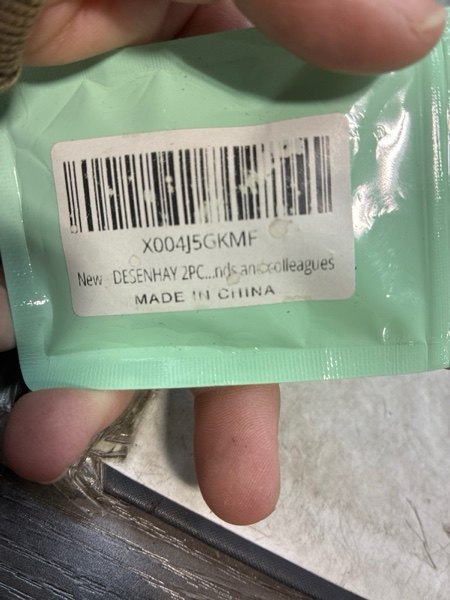 X004J5GKMF
New - DESENHAY 2PC...nds and colleagues
MADE IN CHINA